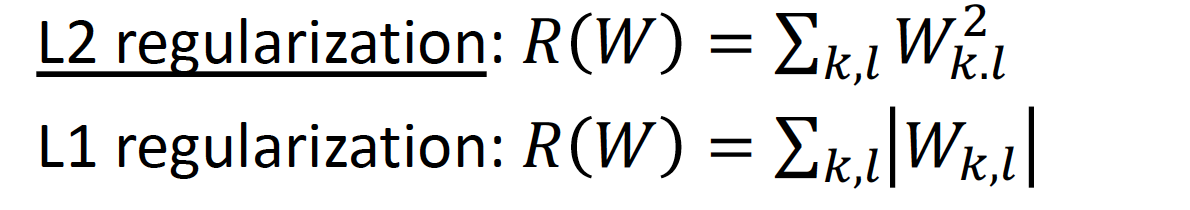 L2 regularization: R(W) = ∑ₖ,ₗ W²ₖ.ₗ
L1 regularization: R(W) = ∑ₖ,ₗ|Wₖ,ₗ|